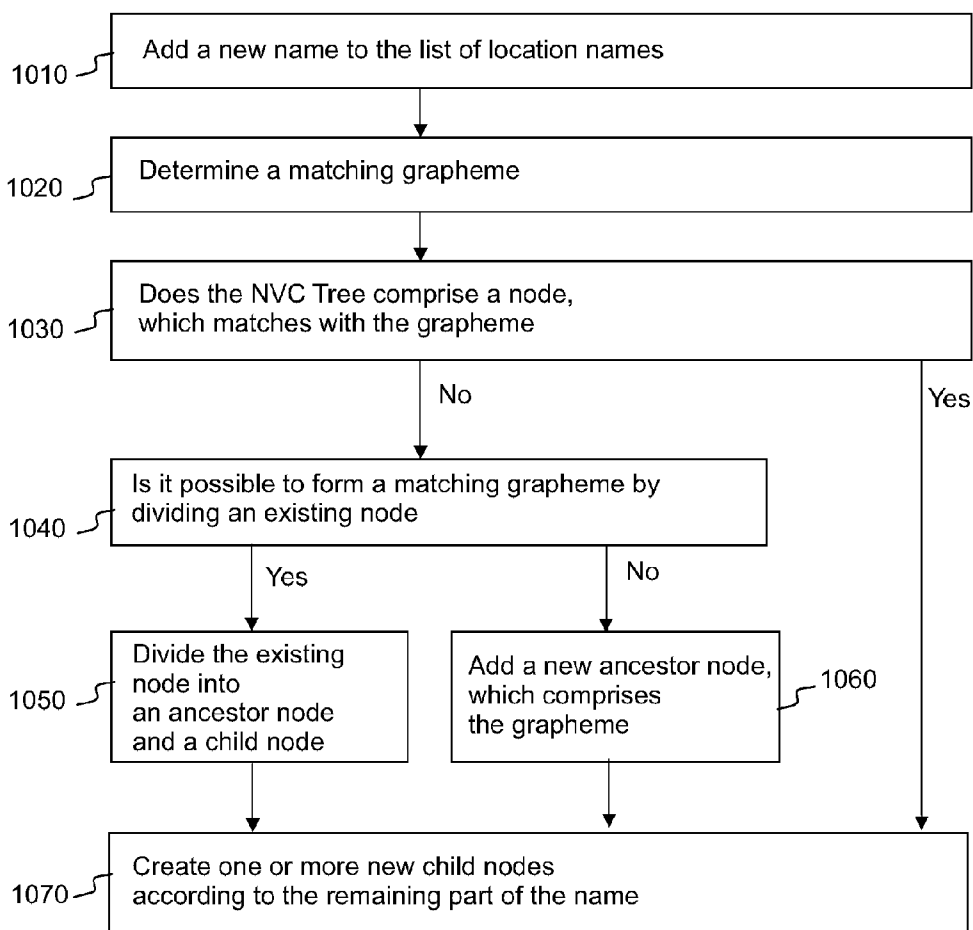 Add a new name to the list of location names
1010
Determine a matching grapheme
1020
Does the NVC Tree comprise a node,
which matches with the grapheme
1030
No
Yes
Is it possible to form a matching grapheme by
dividing an existing node
1040
Yes
No
Divide the existing
node into
an ancestor node
and a child node
1050
Add a new ancestor node,
which comprises
the grapheme
1060
Create one or more new child nodes
according to the remaining part of the name
1070